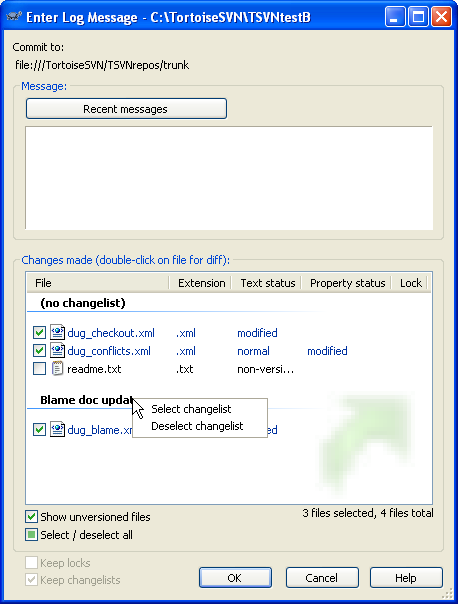 Enter Log Message - C:\TortoiseSVN\TSVNtestB
Commit to:
file:///TortoiseSVN/TSVNrepos/trunk
Message:
Recent messages
Changes made (double-click on file for diff):
File Extension Text status Property status Lock
(no changelist)
dug_checkout.xml .xml modified
dug_conflicts.xml .xml normal modified
readme.txt .txt non-versi...
Blame doc updat
Select changelist
Deselect changelist
dug_blame.xm ed
Show unversioned files
3 files selected, 4 files total
Select / deselect all
Keep locks
Keep changelists
OK Cancel Help